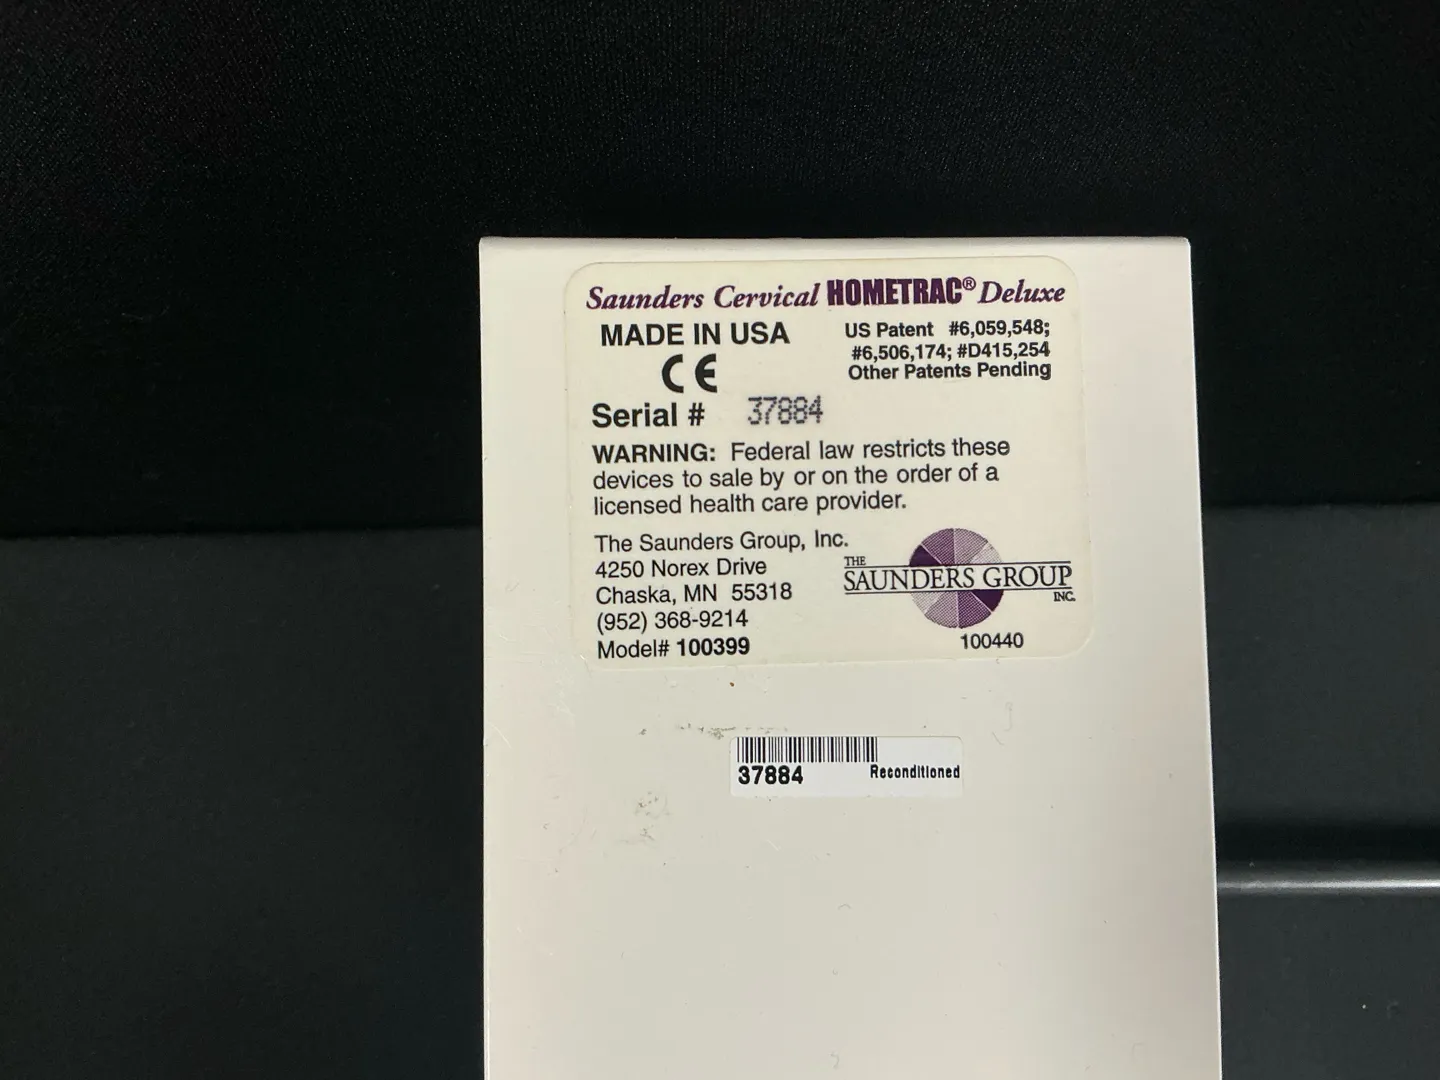 Saunders Cervical HOMETRAC® Deluxe
MADE IN USA
US Patent #6,059,548;
#6,506,174; #D415,254
Other Patents Pending
CE
Serial # 37884
WARNING: Federal law restricts these
devices to sale by or on the order of a
licensed health care provider.
The Saunders Group, Inc.
4250 Norex Drive
Chaska, MN 55318
(952) 368-9214
Model# 100399
THE
SAUNDERS GROUP
INC.
100440
37884 Reconditioned